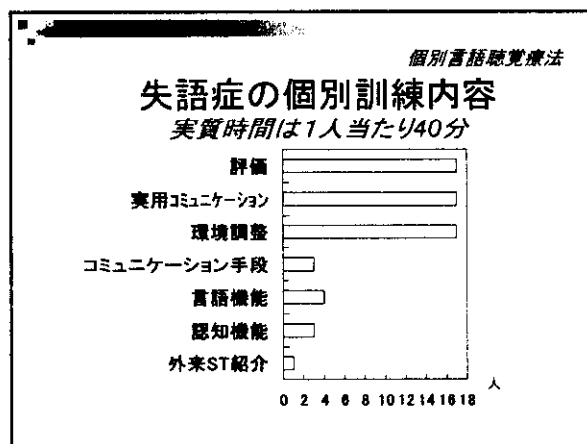 個別言語聴覚療法
失語症の個別訓練内容
実質時間は1人当たり40分
評価
実用コミュニケーション
環境調整
コミュニケーション手段
言語機能
認知機能
外来ST紹介
人
0 2 4 6 8 10 12 14 16 18